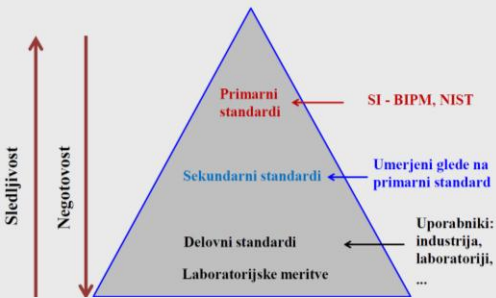 Sledljivost
Negotovost
Primarni
standardi
SI - BIPM, NIST
Sekundarni standardi
Umerjeni glede na
primarni standard
Delovni standardi
Laboratorijske meritve
Uporabniki:
industrija,
laboratoriji,
...